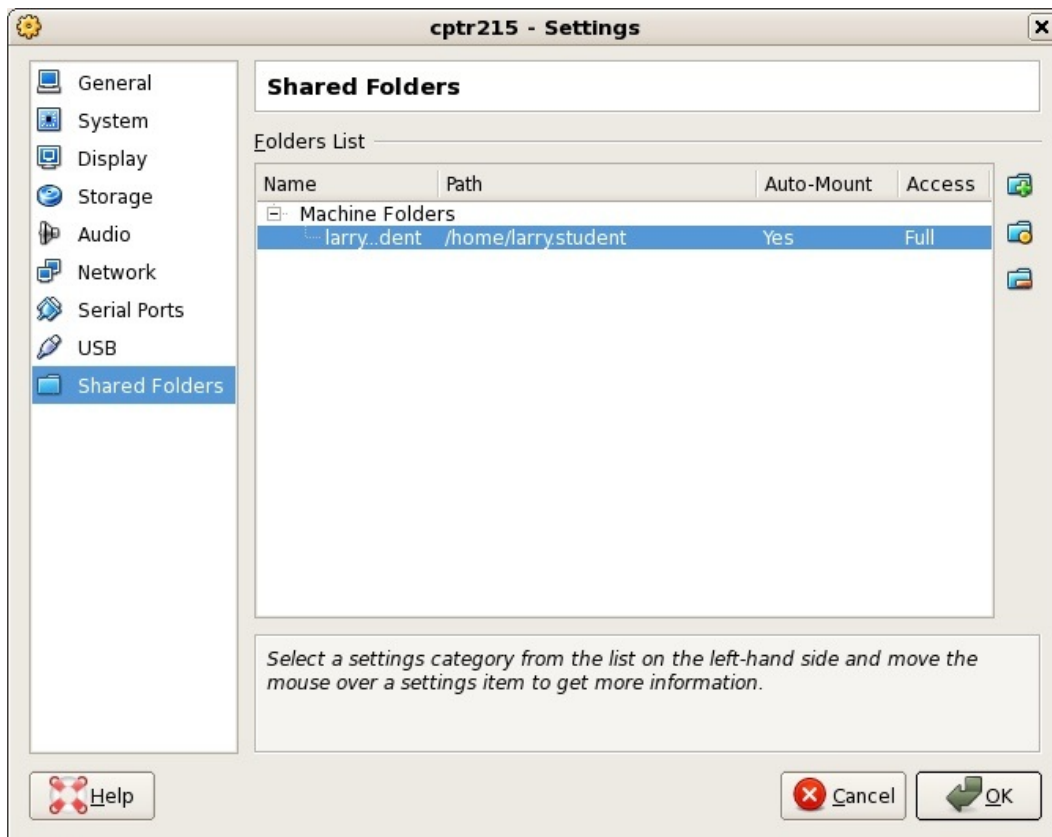 cptr215 - Settings
General
System
Display
Storage
Audio
Network
Serial Ports
USB
Shared Folders
Shared Folders
Folders List
Name Path Auto-Mount Access
Machine Folders
larry...dent /home/larry.student Yes Full
Select a settings category from the list on the left-hand side and move the
mouse over a settings item to get more information.
Help
Cancel
OK